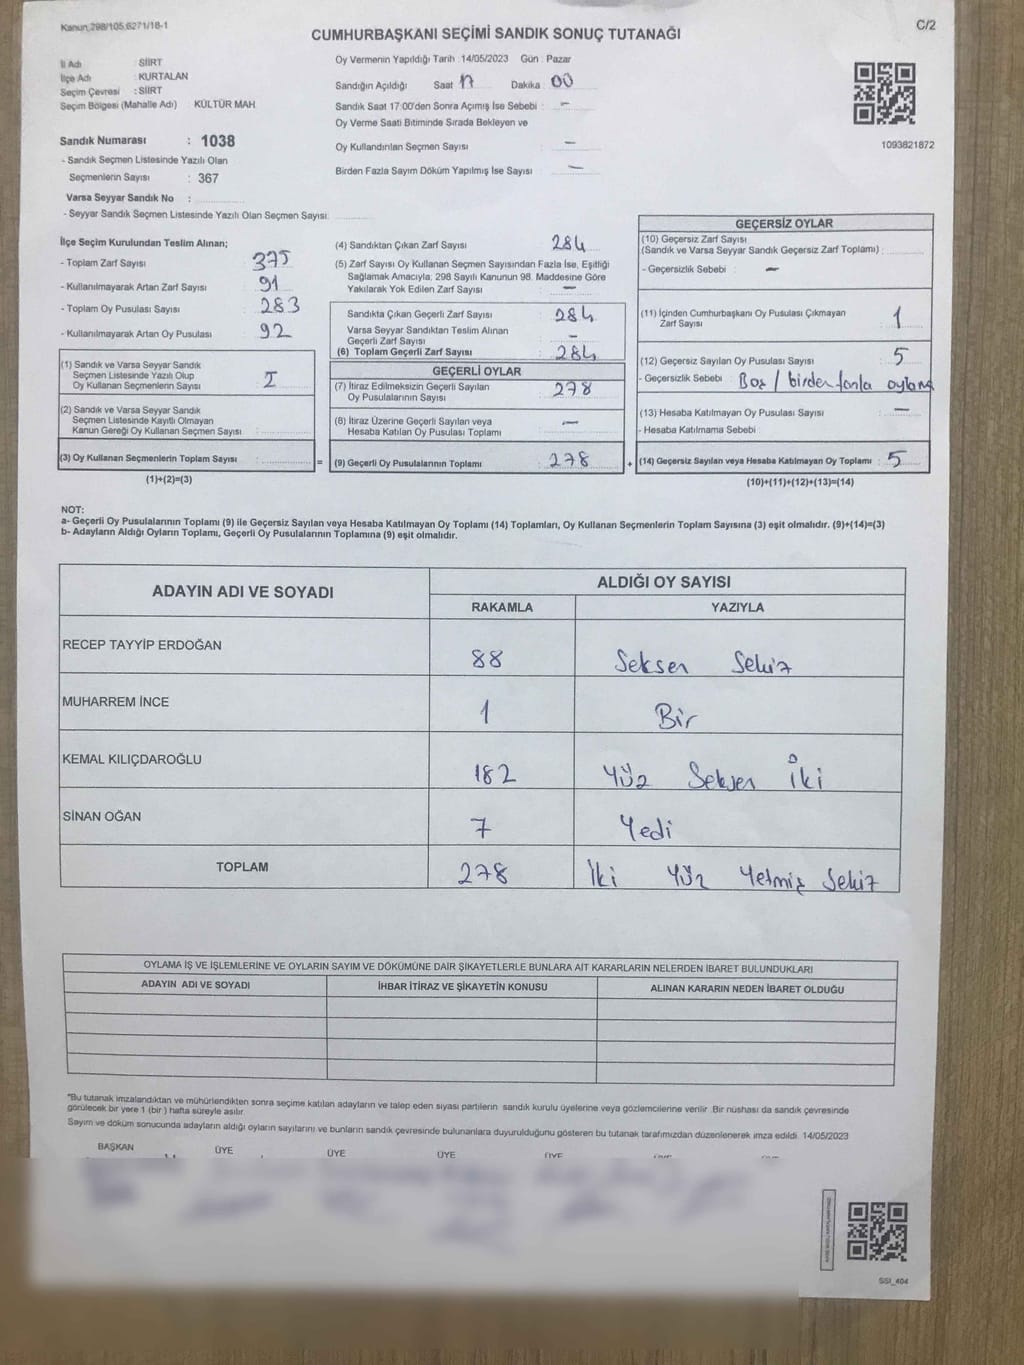 Kanun:298/105,6271/18-1
C/2
CUMHURBAŞKANI SEÇİMİ SANDIK SONUÇ TUTANAĞI
İl Adı : SİİRT
İlçe Adı : KURTALAN
Seçim Çevresi : SİİRT
Seçim Bölgesi (Mahalle Adı) KÜLTÜR MAH
Oy Vermenin Yapıldığı Tarih : 14/05/2023 Gün : Pazar
Sandığın Açıldığı Saat 17 Dakika 00
Sandık Saat 17:00'den Sonra Açımış İse Sebebi : -
Oy Verme Saati Bitiminde Sırada Bekleyen ve
Oy Kullandırılan Seçmen Sayısı : -
Birden Fazla Sayım Döküm Yapılmış İse Sayısı : -
1093621872
Sandık Numarası : 1038
- Sandık Seçmen Listesinde Yazılı Olan
Seçmenlerin Sayısı : 367
Varsa Seyyar Sandık No :
- Seyyar Sandık Seçmen Listesinde Yazılı Olan Seçmen Sayısı:
İlçe Seçim Kurulundan Teslim Alınan;
- Toplam Zarf Sayısı 375
- Kullanılmayarak Artan Zarf Sayısı 91
- Toplam Oy Pusulası Sayısı 283
- Kullanılmayarak Artan Oy Pusulası 92
(1) Sandık ve Varsa Seyyar Sandık
Seçmen Listesinde Yazılı Olup
Oy Kullanan Seçmenlerin Sayısı :
(2) Sandık ve Varsa Seyyar Sandık
Seçmen Listesinde Kayıtlı Olmayan
Kanun Gereği Oy Kullanan Seçmen Sayısı :
(3) Oy Kullanan Seçmenlerin Toplam Sayısı : =
(1)+(2)=(3)
(4) Sandıktan Çıkan Zarf Sayısı 284
(5) Zarf Sayısı Oy Kullanan Seçmen Sayısından Fazla İse, Eşitliği
Sağlamak Amacıyla; 298 Sayılı Kanunun 98. Maddesine Göre
Yakılarak Yok Edilen Zarf Sayısı : -
Sandıkta Çıkan Geçerli Zarf Sayısı : 284
Varsa Seyyar Sandıktan Teslim Alınan
Geçerli Zarf Sayısı : -
(6) Toplam Geçerli Zarf Sayısı : 284
GEÇERLİ OYLAR
(7) İtiraz Edilmeksizin Geçerli Sayılan
Oy Pusulalarının Sayısı : 278
(8) İtiraz Üzerine Geçerli Sayılan veya
Hesaba Katılan Oy Pusulası Toplamı : -
(9) Geçerli Oy Pusulalarının Toplamı : 278 +
GEÇERSİZ OYLAR
(10) Geçersiz Zarf Sayısı
(Sandık ve Varsa Seyyar Sandık Geçersiz Zarf Toplamı) :
- Geçersizlik Sebebi : -
(11) İçinden Cumhurbaşkanı Oy Pusulası Çıkmayan
Zarf Sayısı : 1
(12) Geçersiz Sayılan Oy Pusulası Sayısı : 5
- Geçersizlik Sebebi : Boş / birden fazla oylama
(13) Hesaba Katılmayan Oy Pusulası Sayısı : -
- Hesaba Katılmama Sebebi :
(14) Geçersiz Sayılan veya Hesaba Katılmayan Oy Toplamı : 5
(10)+(11)+(12)+(13)=(14)
NOT:
a- Geçerli Oy Pusulalarının Toplamı (9) ile Geçersiz Sayılan veya Hesaba Katılmayan Oy Toplamı (14) Toplamları, Oy Kullanan Seçmenlerin Toplam Sayısına (3) eşit olmalıdır. (9)+(14)=(3)
b- Adayların Aldığı Oyların Toplamı, Geçerli Oy Pusulalarının Toplamına (9) eşit olmalıdır.
ADAYIN ADI VE SOYADI ALDIĞI OY SAYISI
RAKAMLA YAZIYLA
RECEP TAYYİP ERDOĞAN 88 Seksen Sekiz
MUHARREM İNCE 1 Bir
KEMAL KILIÇDAROĞLU 182 Yüz Seksen İki
SİNAN OĞAN 7 Yedi
TOPLAM 278 İki Yüz Yetmiş Sekiz
OYLAMA İŞ VE İŞLEMLERİNE VE OYLARIN SAYIM VE DÖKÜMÜNE DAİR ŞİKAYETLERLE BUNLARA AİT KARARLARIN NELERDEN İBARET BULUNDUKLARI
ADAYIN ADI VE SOYADI İHBAR İTİRAZ VE ŞİKAYETİN KONUSU ALINAN KARARIN NEDEN İBARET OLDUĞU
"Bu tutanak imzalandıktan ve mühürlendikten sonra seçime katılan adayların ve talep eden siyasi partilerin sandık kurulu üyelerine veya gözlemcilerine verilir. Bir nüshası da sandık çevresinde
görülecek bir yere 1 (bir) hafta süreyle asılır.
Sayım ve döküm sonucunda adayların aldığı oyların sayıları ve bunların sandık çevresinde bulunanlara duyurulduğunu gösteren bu tutanak tarafımızdan düzenlenerek imza edildi. 14/05/2023
BAŞKAN ÜYE ÜYE ÜYE ÜYE
SSI_404